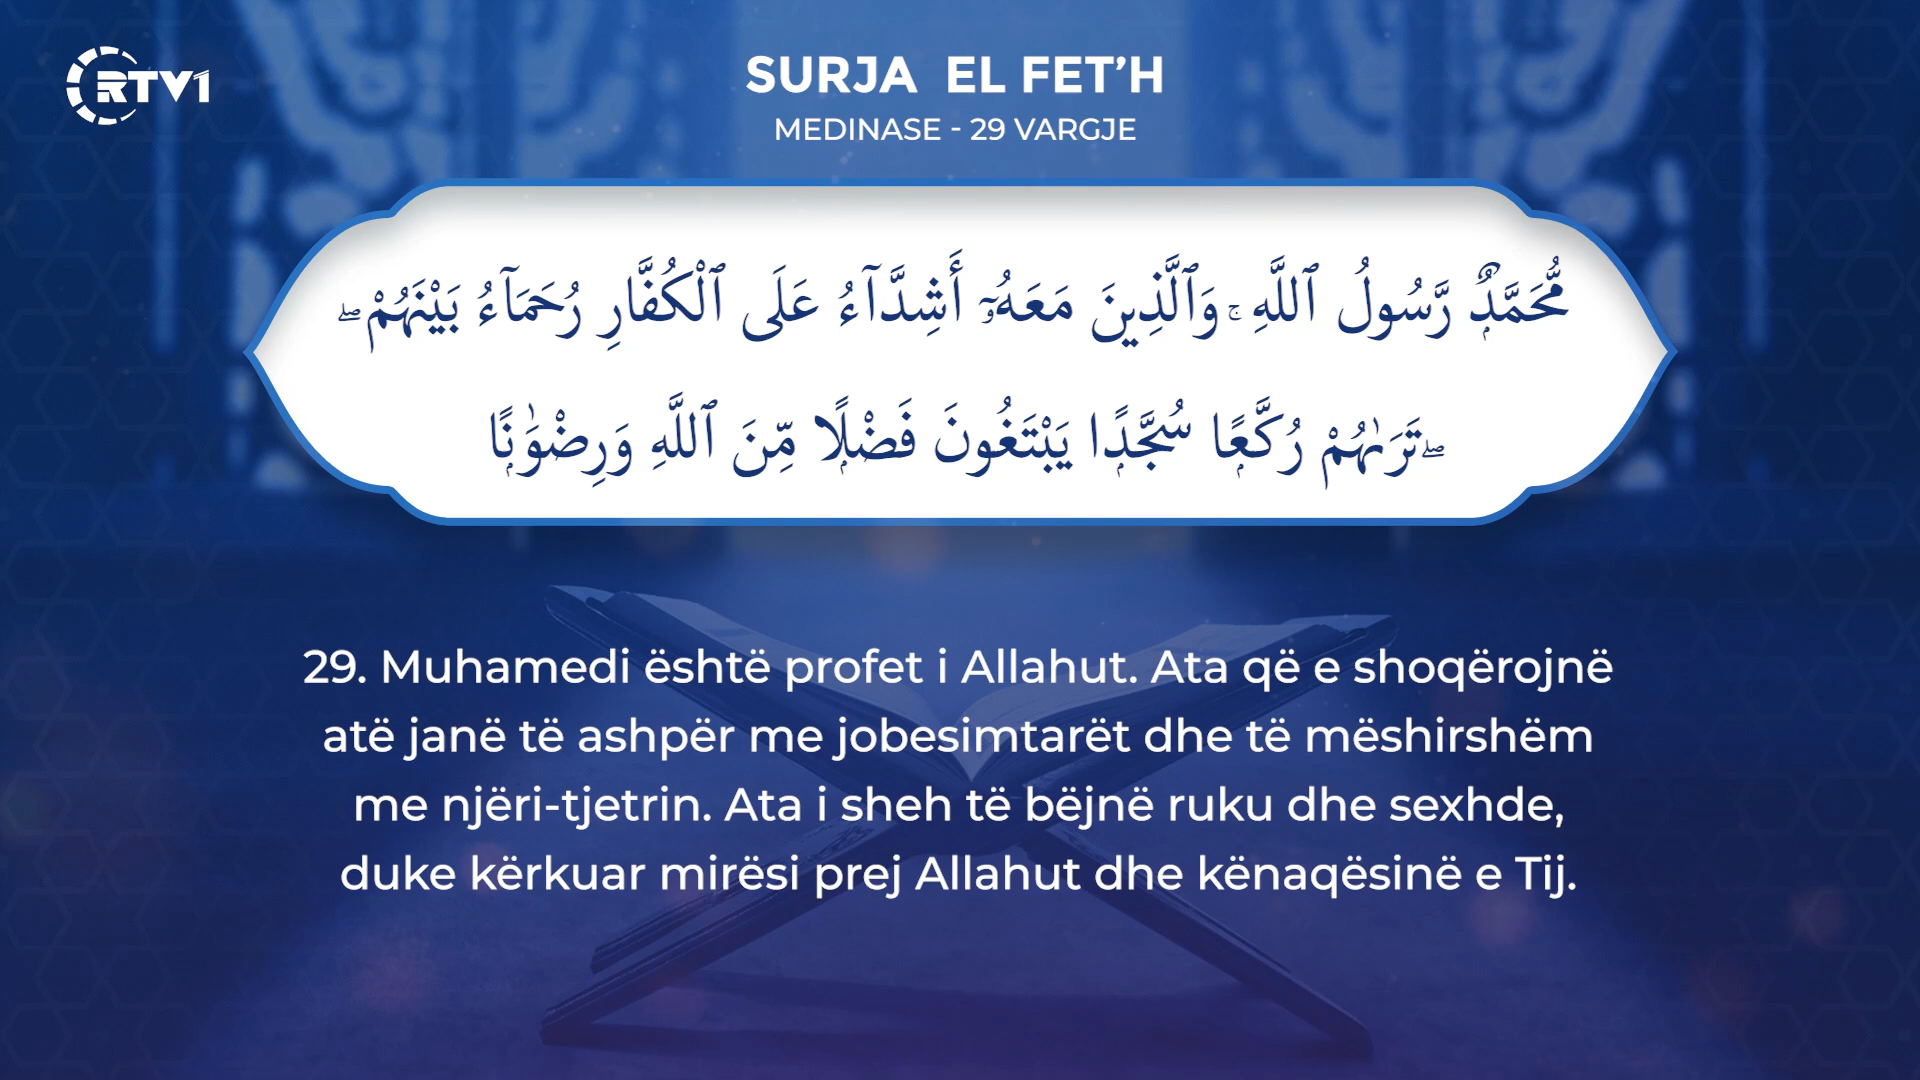 RTV1
SURJA EL FET’H
MEDINASE - 29 VARGJE
مُّحَمَّدٌۭ رَّسُولُ ٱللَّهِ ۚ وَٱلَّذِينَ مَعَهُۥٓ أَشِدَّآءُ عَلَى ٱلْكُفَّارِ رُحَمَآءُ بَيْنَهُمْ ۖ
ۖ تَرَىٰهُمْ رُكَّعًۭا سُجَّدًۭا يَبْتَغُونَ فَضْلًۭا مِّنَ ٱللَّهِ وَرِضْوَٰنًۭا
29. Muhamedi është profet i Allahut. Ata që e shoqërojnë
atë janë të ashpër me jobesimtarët dhe të mëshirshëm
me njëri-tjetrin. Ata i sheh të bëjnë ruku dhe sexhde,
duke kërkuar mirësi prej Allahut dhe kënaqësinë e Tij.